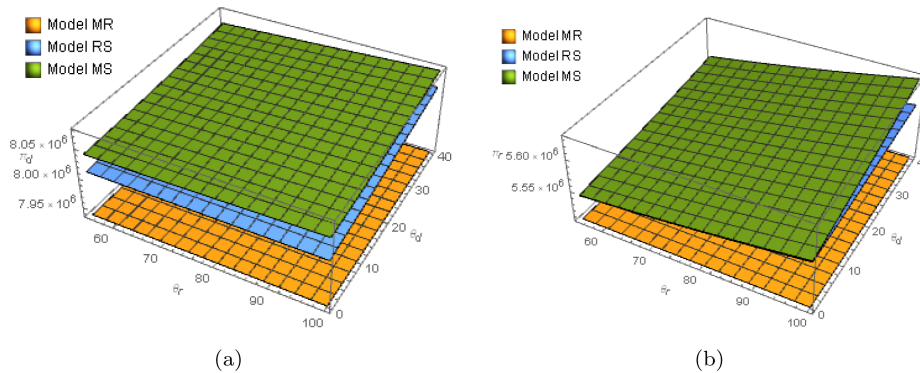 Model MR
Model RS
Model MS
8.05 × 10⁶
π_d
8.00 × 10⁶
7.95 × 10⁶
60
70
80
90
100
θ_r
0
10
20
30
40
θ_d
(a)
Model MR
Model RS
Model MS
π_r 5.60 × 10⁶
5.55 × 10⁶
60
70
80
90
100
θ_r
0
10
20
30
θ_d
(b)